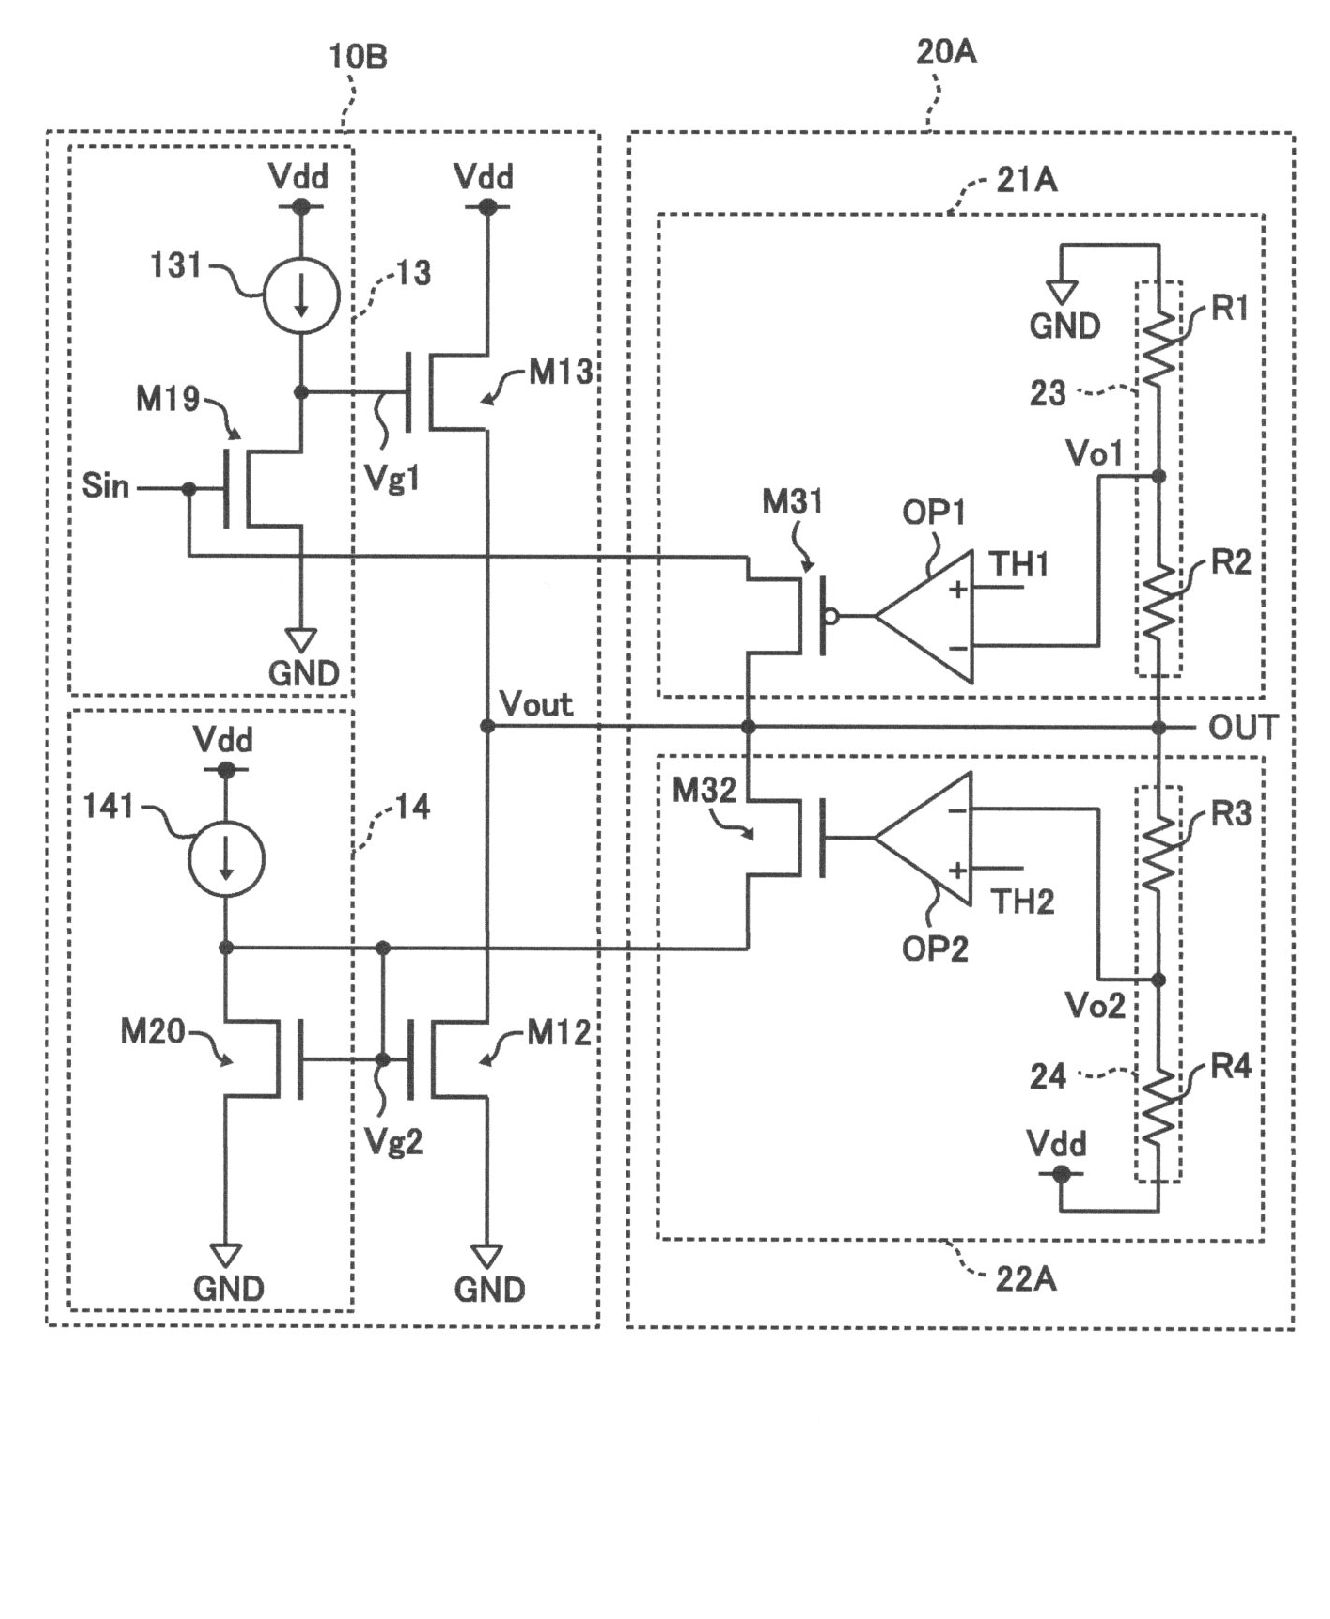 10B
20A
21A
Vdd
Vdd
131
13
R1
GND
M13
M19
23
Vo1
Vg1
Sin
M31
OP1
TH1
R2
+
−
GND
Vout
OUT
Vdd
M32
141
14
R3
−
+
TH2
OP2
Vo2
M20
M12
24
R4
Vg2
Vdd
GND
GND
22A